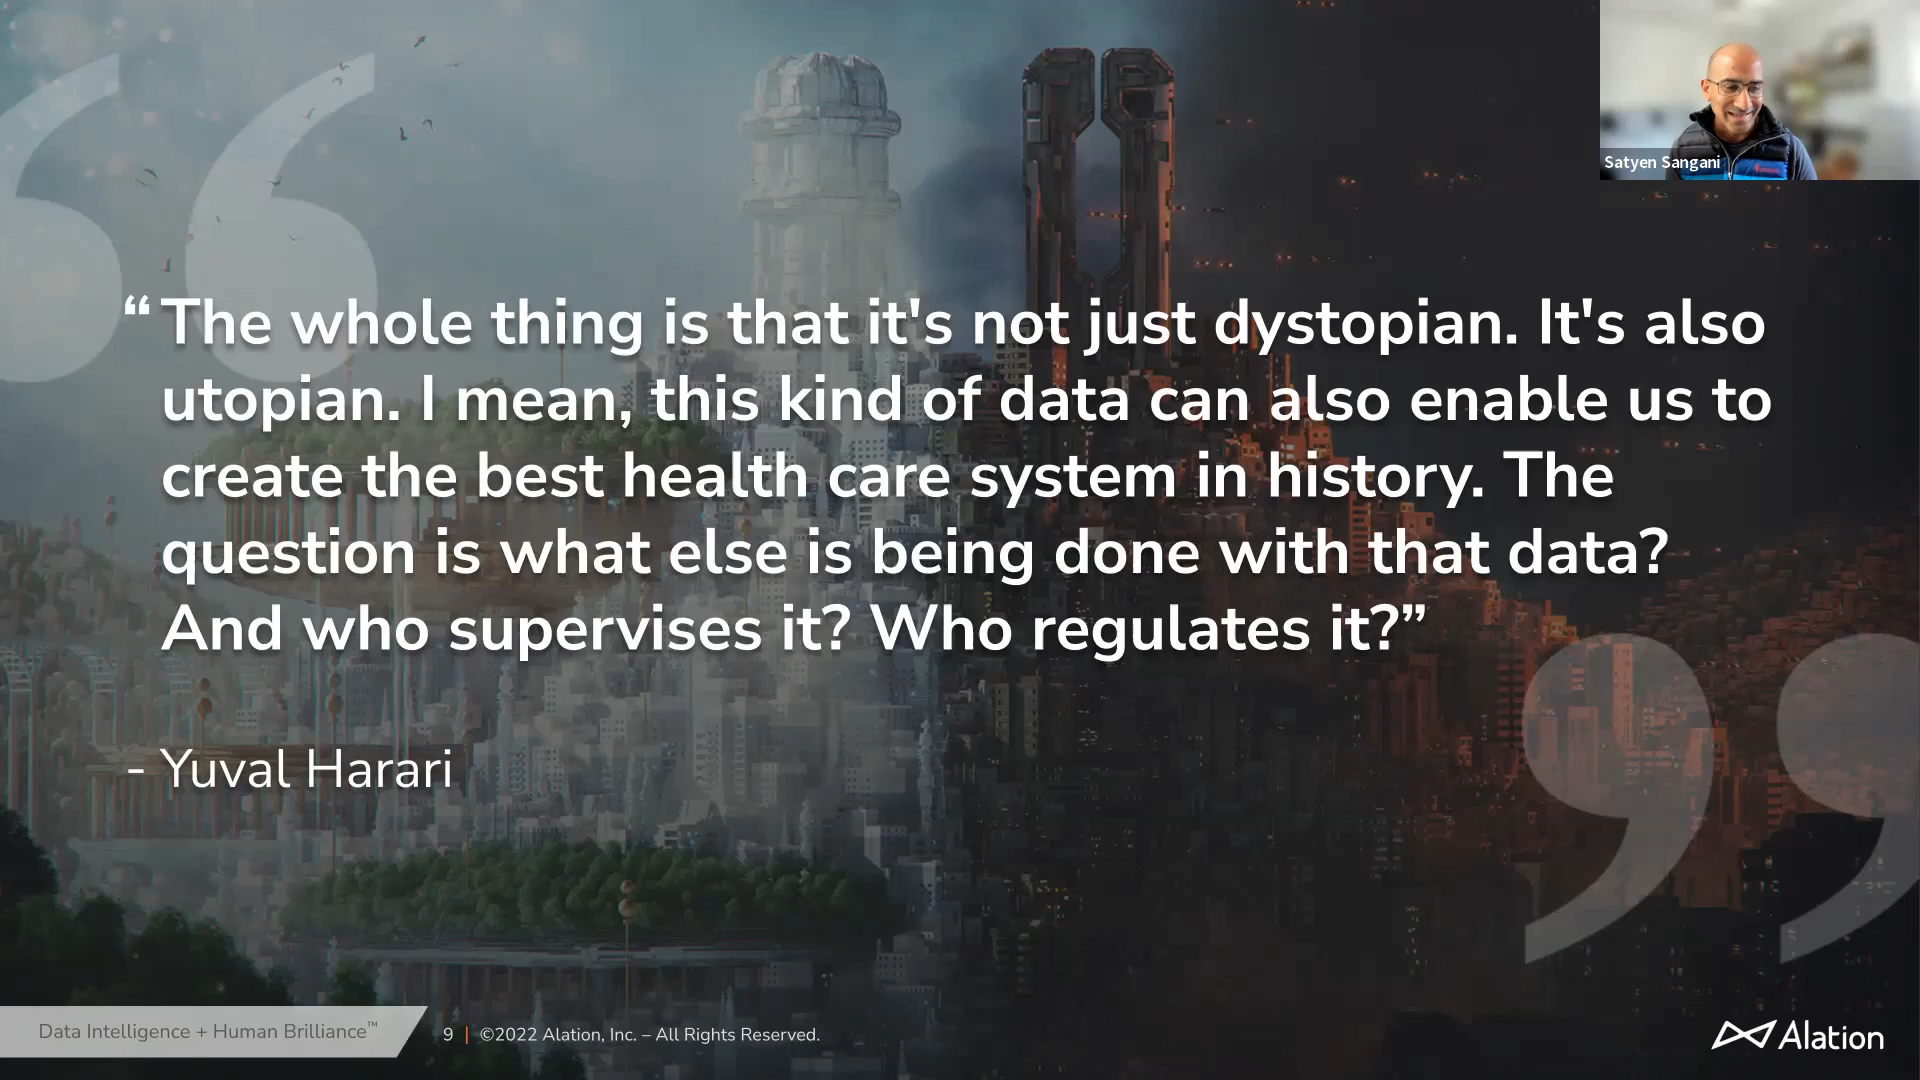 Satyen Sangani
“The whole thing is that it's not just dystopian. It's also
utopian. I mean, this kind of data can also enable us to
create the best health care system in history. The
question is what else is being done with that data?
And who supervises it? Who regulates it?”
- Yuval Harari
Data Intelligence + Human Brilliance™
9 | ©2022 Alation, Inc. – All Rights Reserved.
Alation